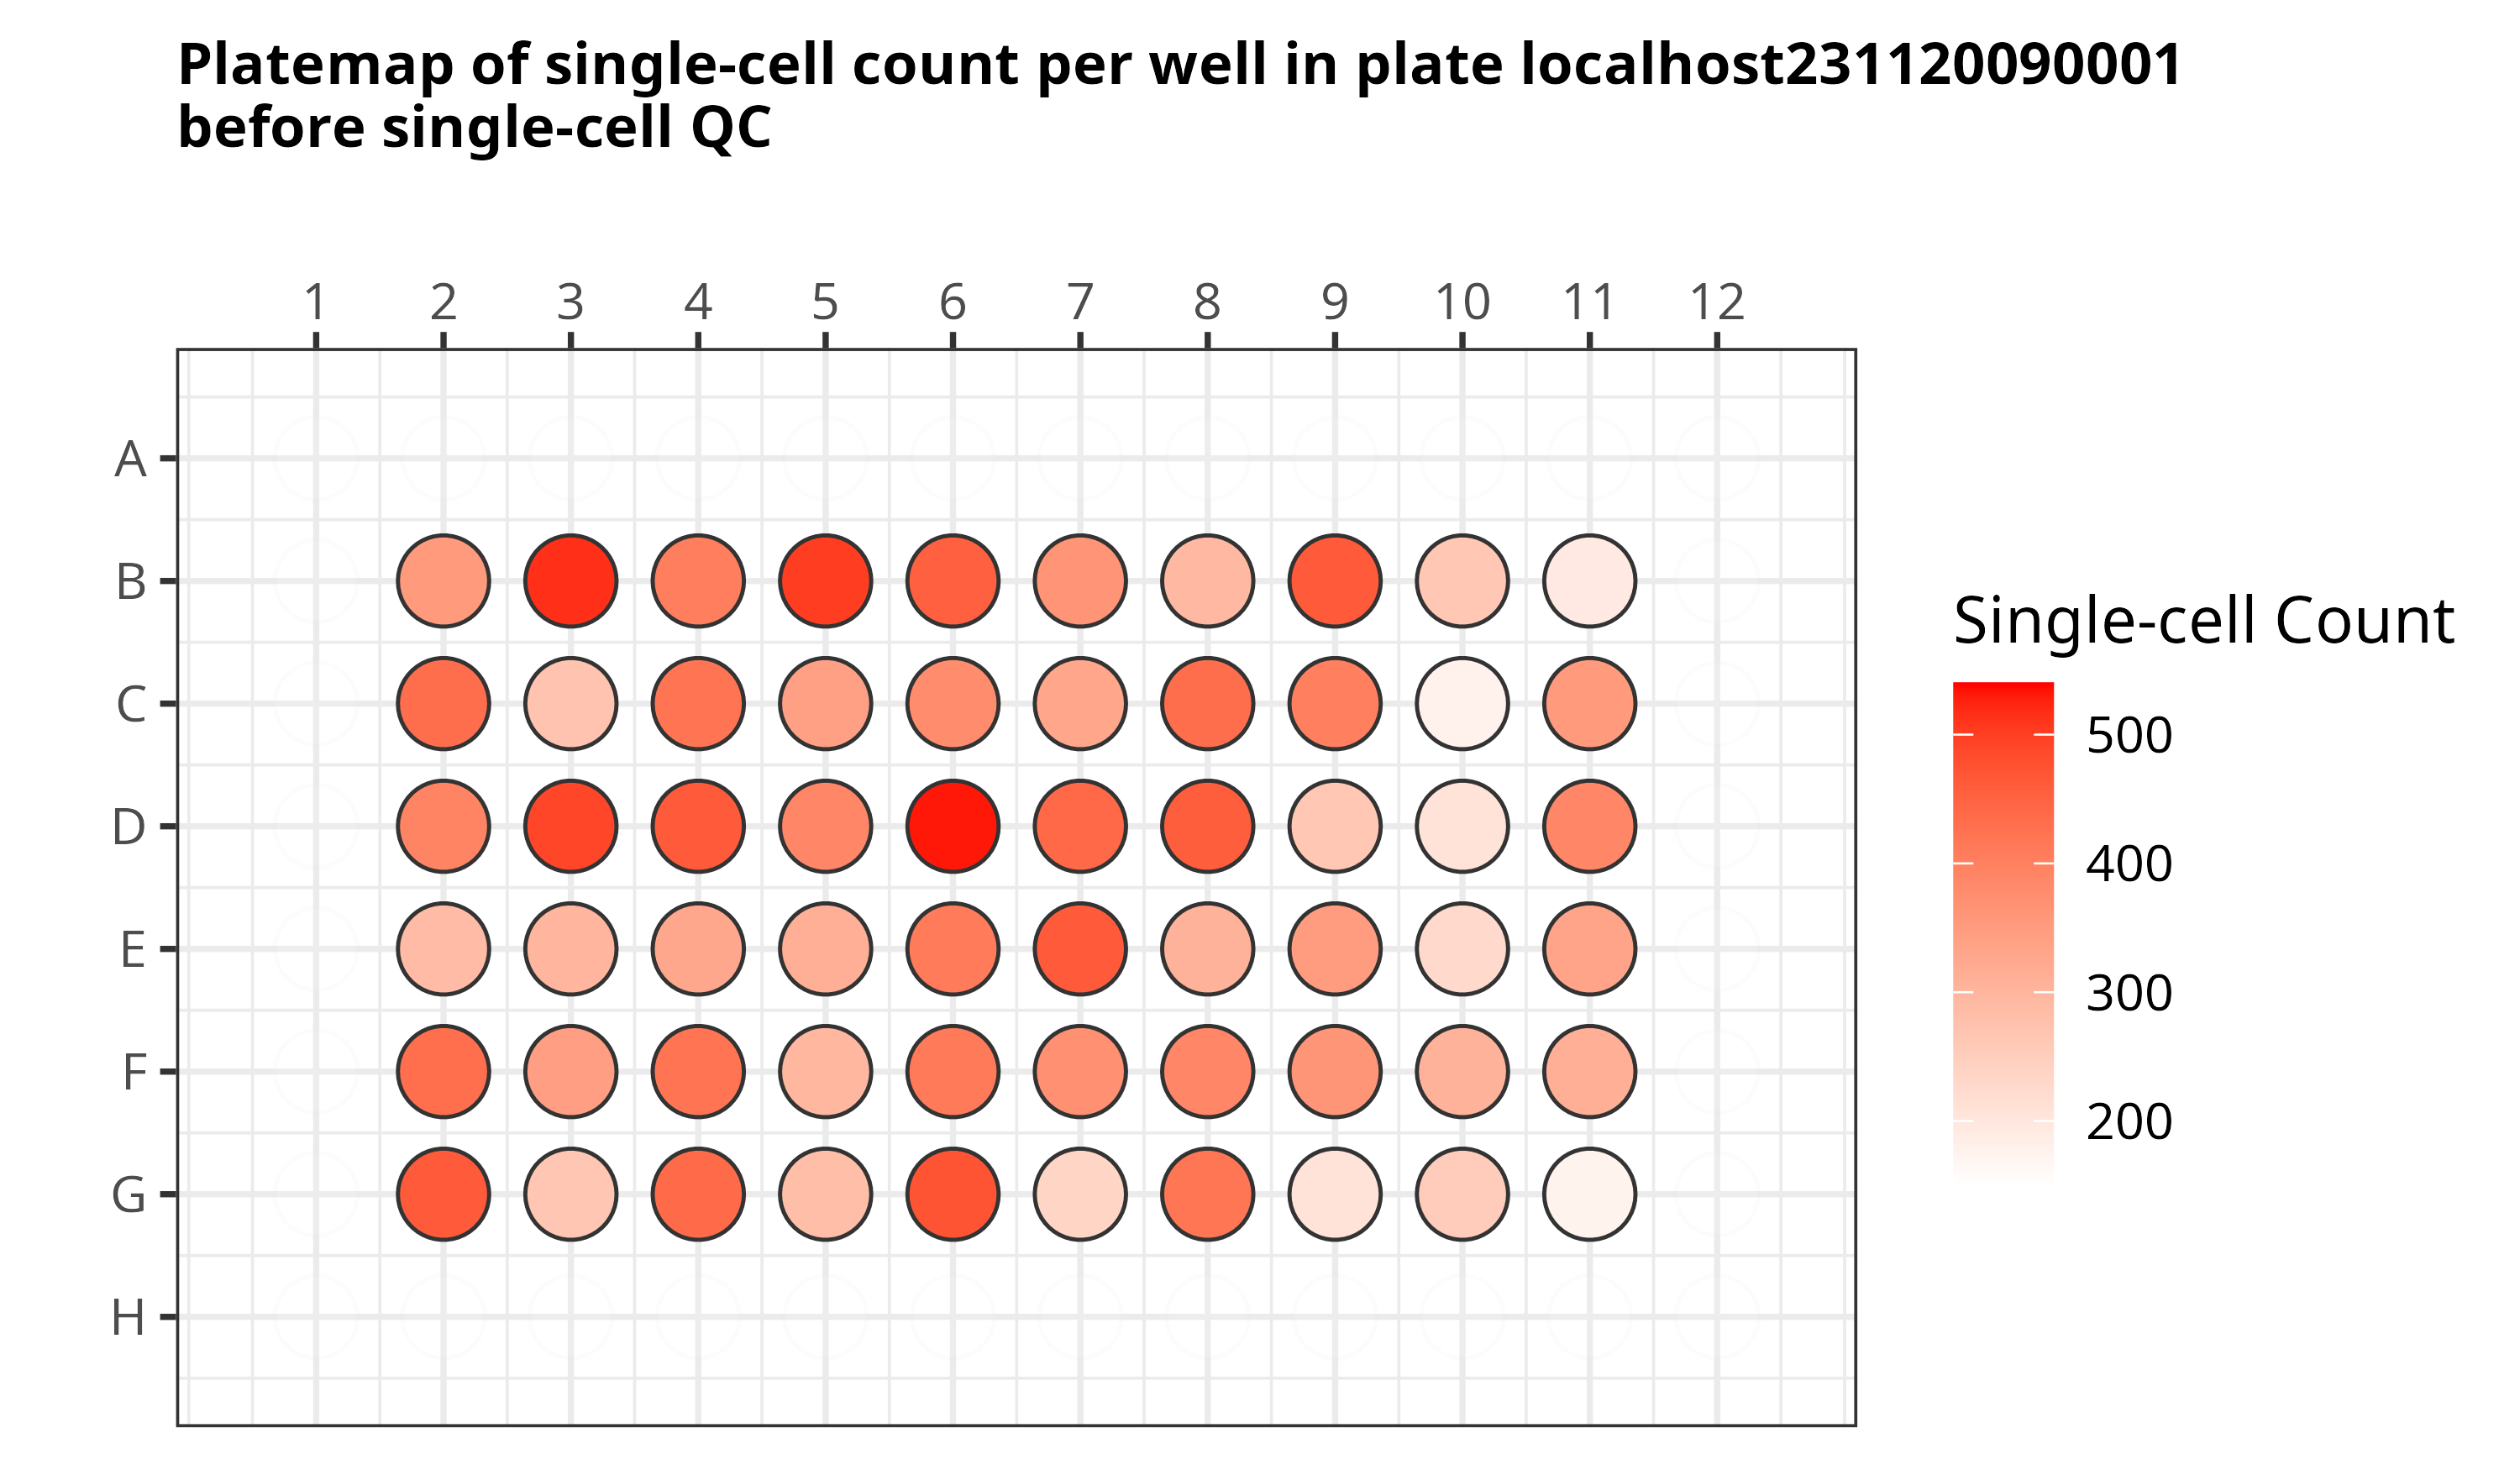 Platemap of single-cell count per well in plate localhost231120090001
before single-cell QC
1 2 3 4 5 6 7 8 9 10 11 12
A
B
C
D
E
F
G
H
Single-cell Count
500
400
300
200